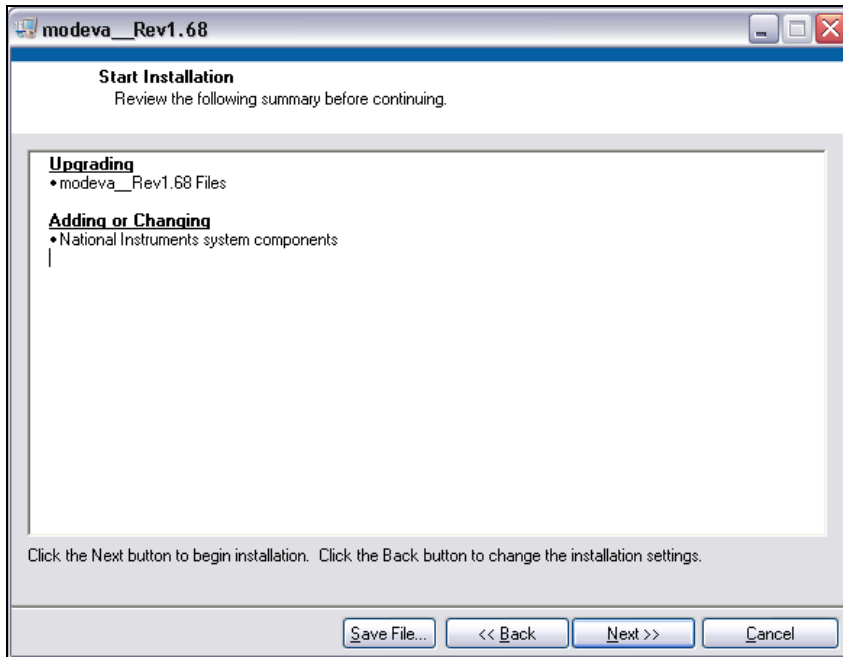 modeva__Rev1.68
Start Installation
Review the following summary before continuing.
Upgrading
•modeva__Rev1.68 Files
Adding or Changing
•National Instruments system components
Click the Next button to begin installation.  Click the Back button to change the installation settings.
Save File... << Back Next >> Cancel